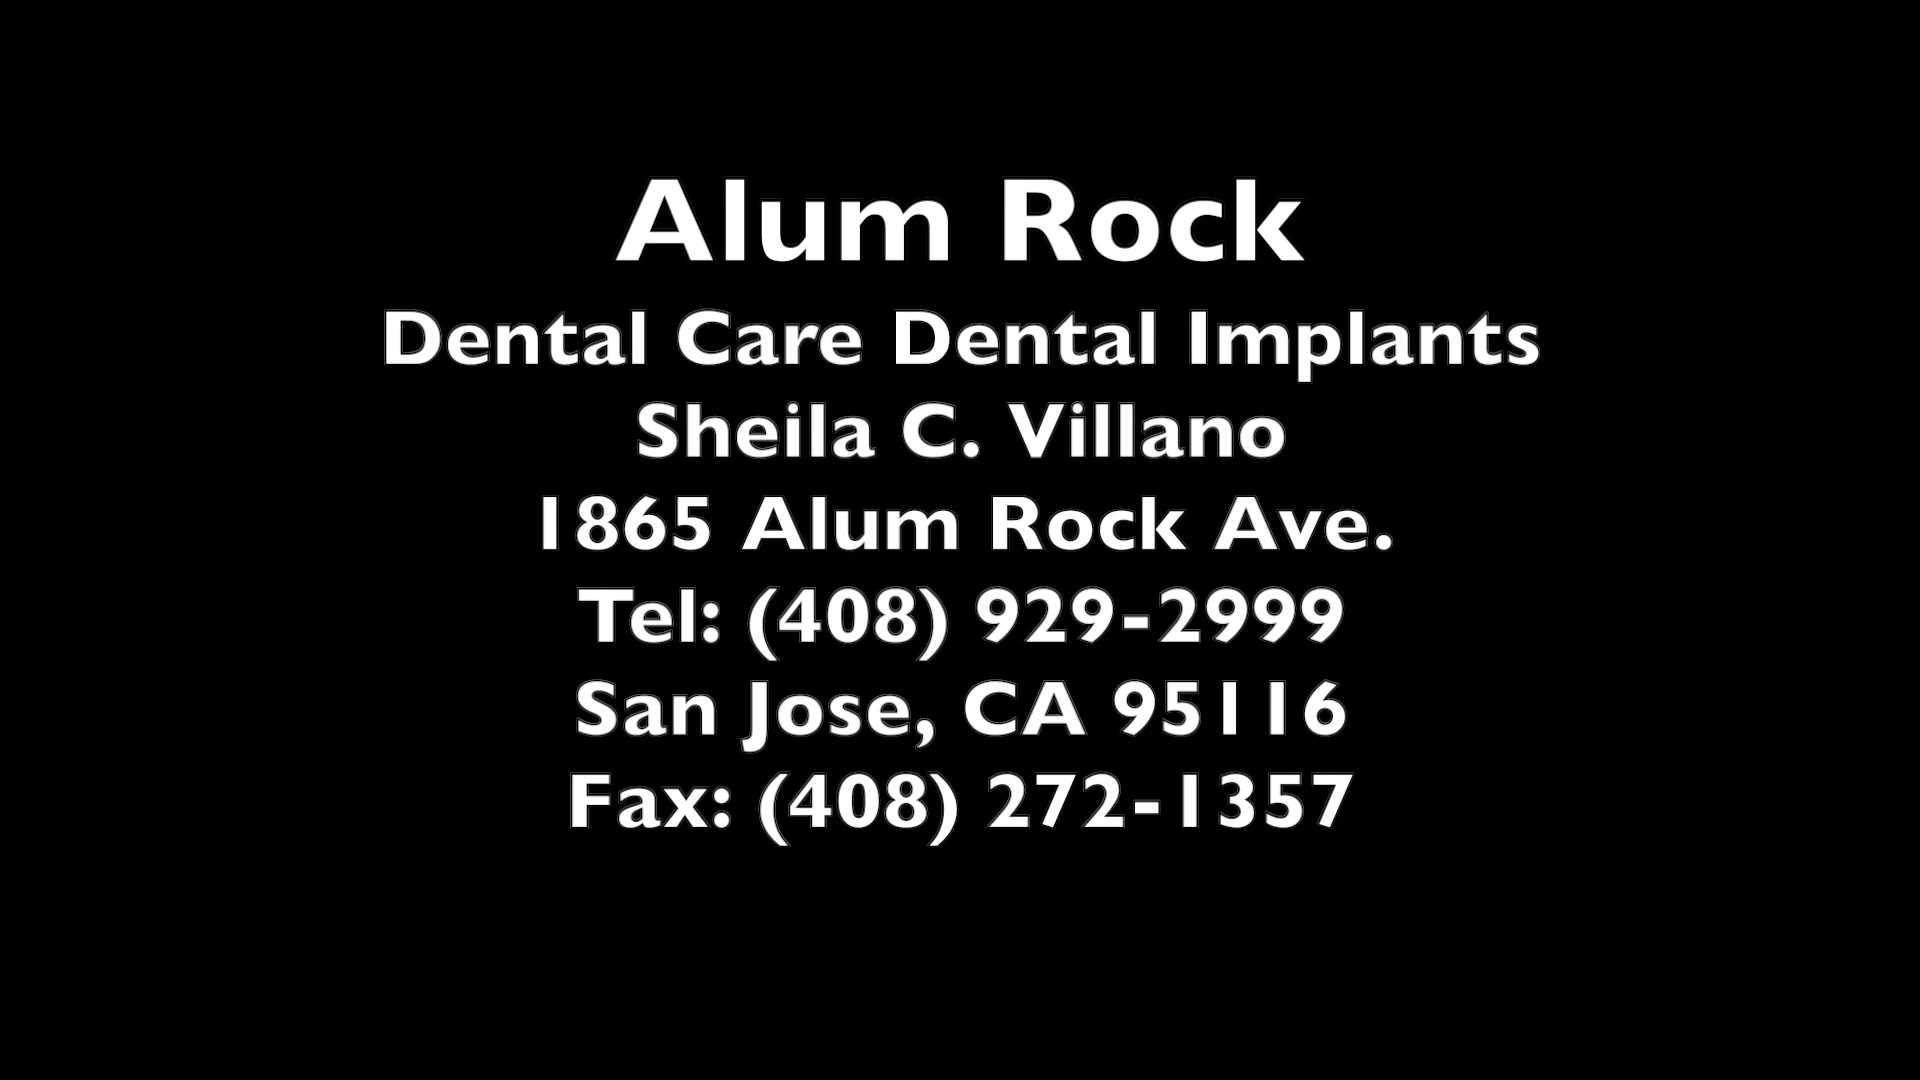 Alum Rock
Dental Care Dental Implants
Sheila C. Villano
1865 Alum Rock Ave.
Tel: (408) 929-2999
San Jose, CA 95116
Fax: (408) 272-1357